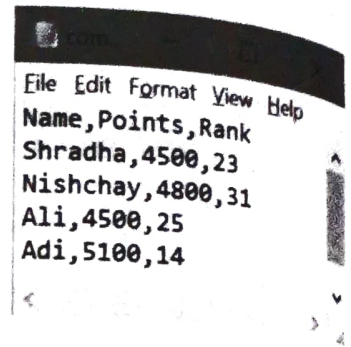 com
File Edit Format View Help
Name,Points,Rank
Shradha,4500,23
Nishchay,4800,31
Ali,4500,25
Adi,5100,14